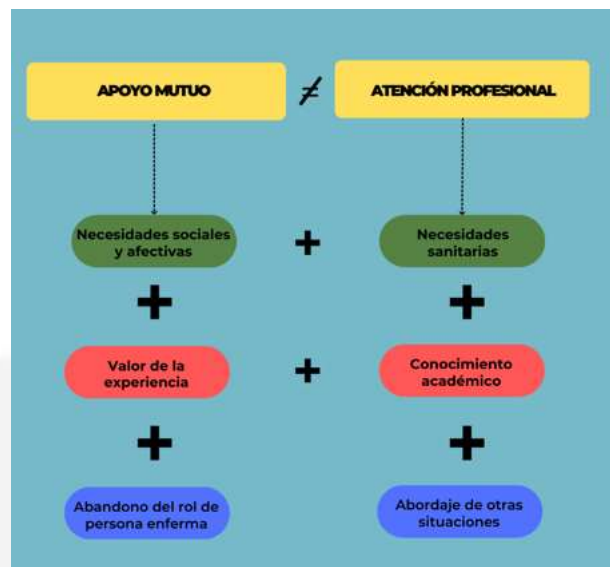 APOYO MUTUO
≠
ATENCIÓN PROFESIONAL
Necesidades sociales
y afectivas
+
Necesidades
sanitarias
+
+
Valor de la
experiencia
+
Conocimiento
académico
+
+
Abandono del rol de
persona enferma
Abordaje de otras
situaciones